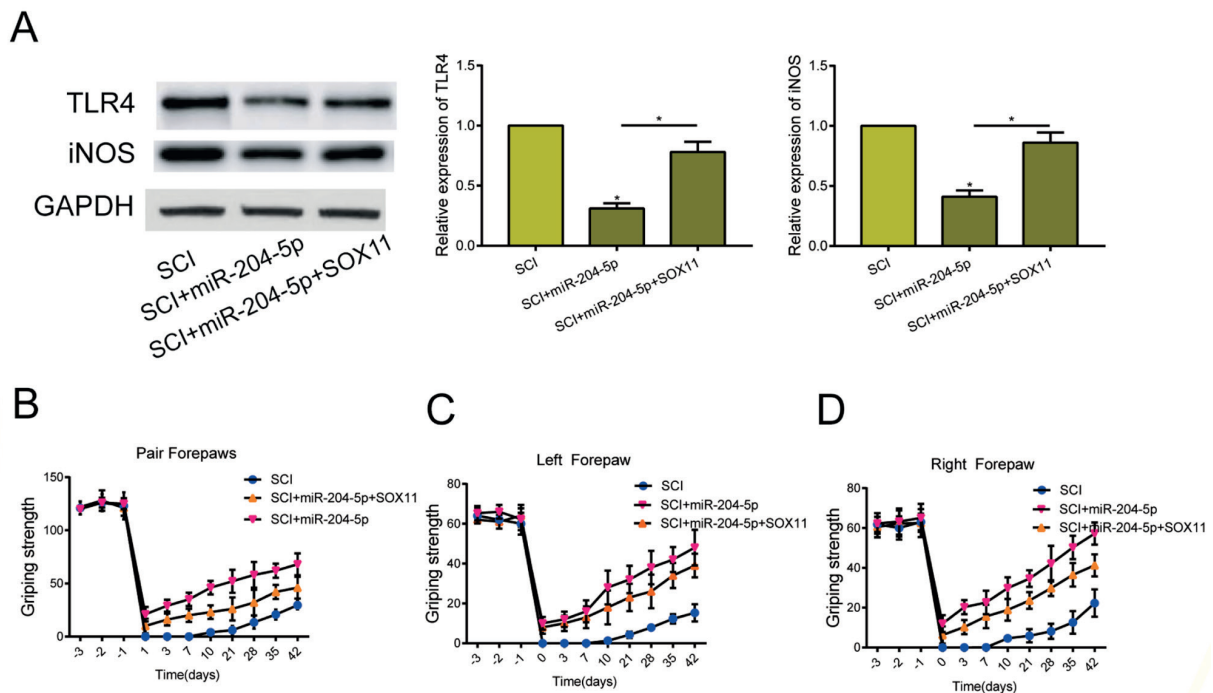 A
TLR4
iNOS
GAPDH
SCI
SCI+miR-204-5p
SCI+miR-204-5p+SOX11
Relative expression of TLR4
1.5
1.0
0.5
0.0
*
*
SCI
SCI+miR-204-5p
SCI+miR-204-5p+SOX11
Relative expression of iNOS
1.5
1.0
0.5
0.0
*
*
SCI
SCI+miR-204-5p
SCI+miR-204-5p+SOX11
B
Pair Forepaws
SCI
SCI+miR-204-5p+SOX11
SCI+miR-204-5p
Griping strength
150
100
50
0
-3 -2 -1 1 3 7 10 21 28 35 42
Time(days)
C
Left Forepaw
SCI
SCI+miR-204-5p
SCI+miR-204-5p+SOX11
Griping strength
80
60
40
20
0
-3 -2 -1 0 3 7 10 21 28 35 42
Time(days)
D
Right Forepaw
SCI
SCI+miR-204-5p
SCI+miR-204-5p+SOX11
Griping strength
80
60
40
20
0
-3 -2 -1 0 3 7 10 21 28 35 42
Time(days)